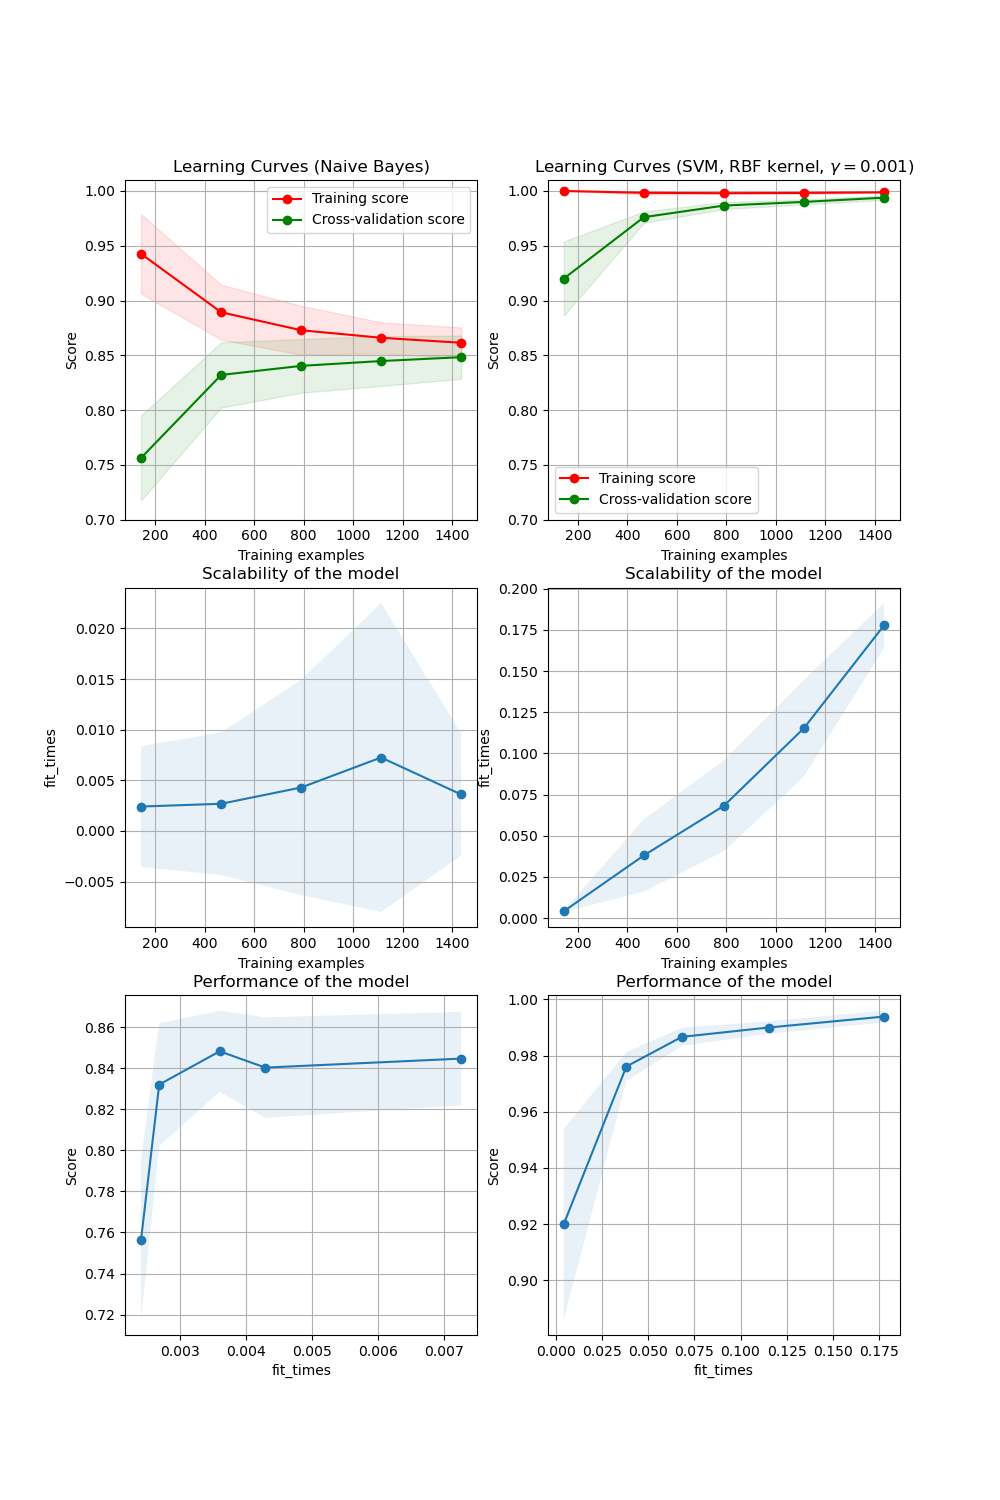 Learning Curves (Naive Bayes)
Score
1.00
0.95
0.90
0.85
0.80
0.75
0.70
Training score
Cross-validation score
200 400 600 800 1000 1200 1400
Training examples
Learning Curves (SVM, RBF kernel, γ = 0.001)
Score
1.00
0.95
0.90
0.85
0.80
0.75
0.70
Training score
Cross-validation score
200 400 600 800 1000 1200 1400
Training examples
Scalability of the model
fit_times
0.020
0.015
0.010
0.005
0.000
−0.005
200 400 600 800 1000 1200 1400
Training examples
Scalability of the model
fit_times
0.200
0.175
0.150
0.125
0.100
0.075
0.050
0.025
0.000
200 400 600 800 1000 1200 1400
Training examples
Performance of the model
Score
0.86
0.84
0.82
0.80
0.78
0.76
0.74
0.72
0.003 0.004 0.005 0.006 0.007
fit_times
Performance of the model
Score
1.00
0.98
0.96
0.94
0.92
0.90
0.000 0.025 0.050 0.075 0.100 0.125 0.150 0.175
fit_times